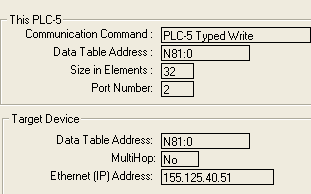 This PLC-5
Communication Command : PLC-5 Typed Write
Data Table Address : N81:0
Size in Elements : 32
Port Number: 2
Target Device
Data Table Address: N81:0
MultiHop: No
Ethernet (IP) Address: 155.125.40.51